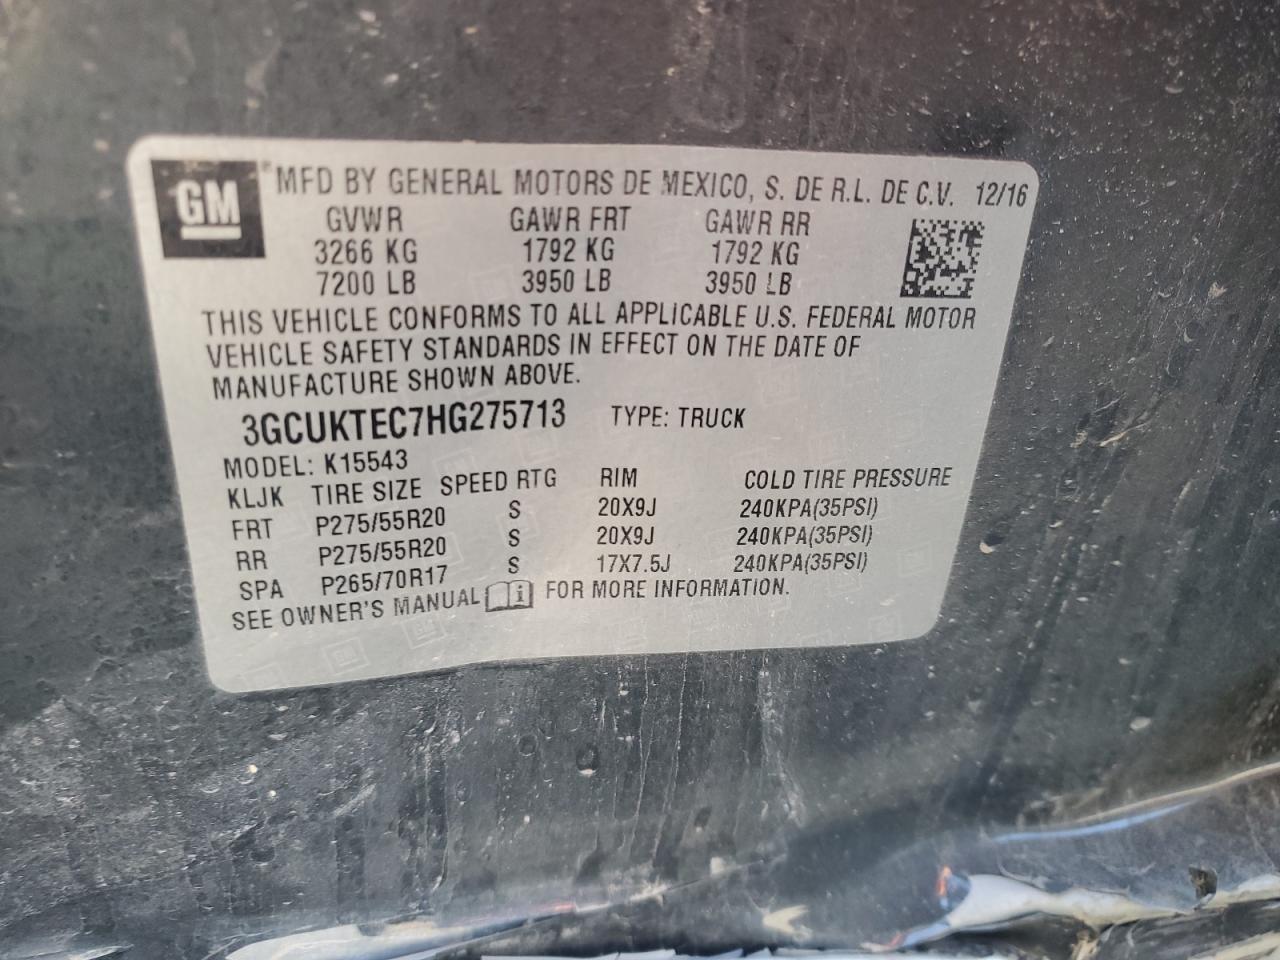 GM
® MFD BY GENERAL MOTORS DE MEXICO, S. DE R.L. DE C.V. 12/16
GVWR GAWR FRT GAWR RR
3266 KG 1792 KG 1792 KG
7200 LB 3950 LB 3950 LB
THIS VEHICLE CONFORMS TO ALL APPLICABLE U.S. FEDERAL MOTOR
VEHICLE SAFETY STANDARDS IN EFFECT ON THE DATE OF
MANUFACTURE SHOWN ABOVE.
3GCUKTEC7HG275713 TYPE: TRUCK
MODEL: K15543
KLJK TIRE SIZE SPEED RTG RIM COLD TIRE PRESSURE
FRT P275/55R20 S 20X9J 240KPA(35PSI)
RR P275/55R20 S 20X9J 240KPA(35PSI)
SPA P265/70R17 S 17X7.5J 240KPA(35PSI)
SEE OWNER'S MANUAL i FOR MORE INFORMATION.